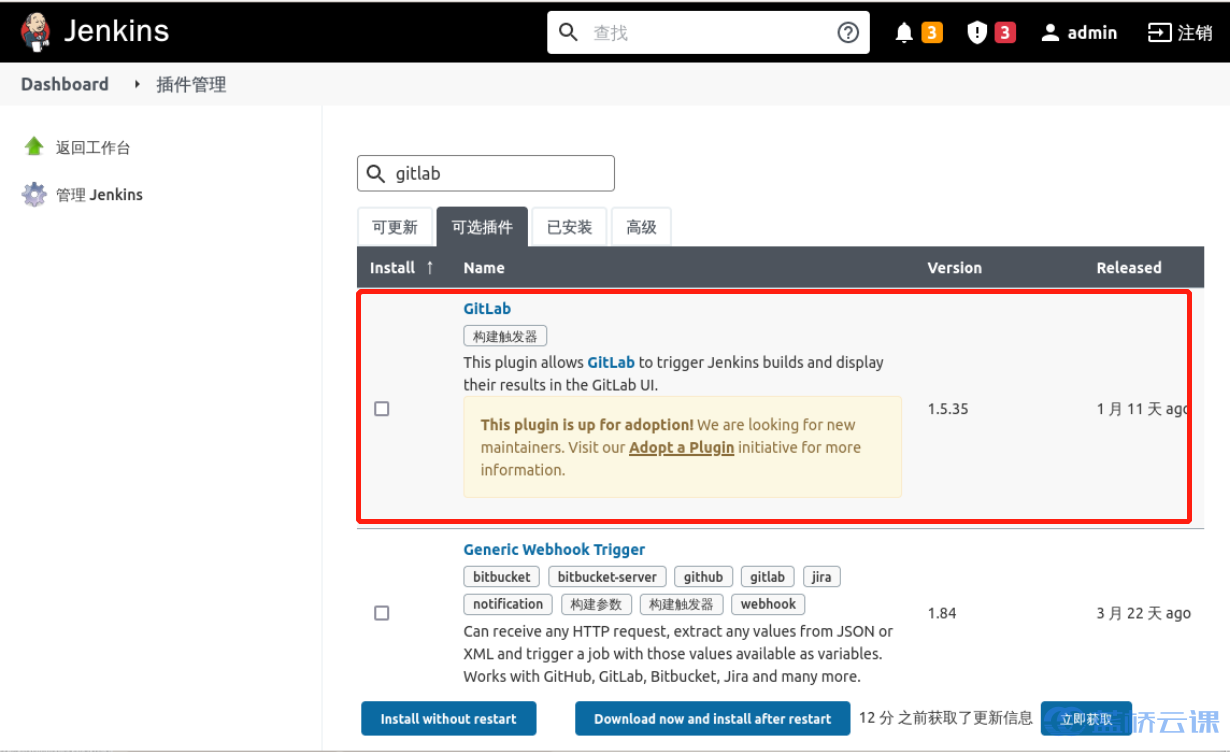 Jenkins
查找
3
3
admin
注销
Dashboard
插件管理
返回工作台
管理 Jenkins
gitlab
可更新
可选插件
已安装
高级
Install ↑ Name Version Released
GitLab
构建触发器
This plugin allows GitLab to trigger Jenkins builds and display
their results in the GitLab UI.
This plugin is up for adoption! We are looking for new
maintainers. Visit our Adopt a Plugin initiative for more
information.
1.5.35
1 月 11 天 ago
Generic Webhook Trigger
bitbucket bitbucket-server github gitlab jira
notification 构建参数 构建触发器 webhook
Can receive any HTTP request, extract any values from JSON or
XML and trigger a job with those values available as variables.
Works with GitHub, GitLab, Bitbucket, Jira and many more.
1.84
3 月 22 天 ago
Install without restart
Download now and install after restart
12 分 之前获取了更新信息
立即获取
蓝桥云课